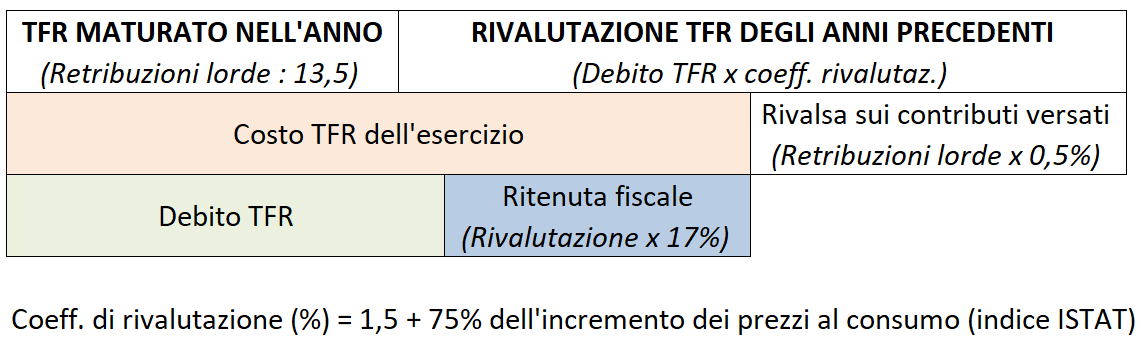 TFR MATURATO NELL'ANNO
(Retribuzioni lorde : 13,5)
RIVALUTAZIONE TFR DEGLI ANNI PRECEDENTI
(Debito TFR x coeff. rivalutaz.)
Costo TFR dell'esercizio
Rivalsa sui contributi versati
(Retribuzioni lorde x 0,5%)
Debito TFR
Ritenuta fiscale
(Rivalutazione x 17%)
Coeff. di rivalutazione (%) = 1,5 + 75% dell'incremento dei prezzi al consumo (indice ISTAT)